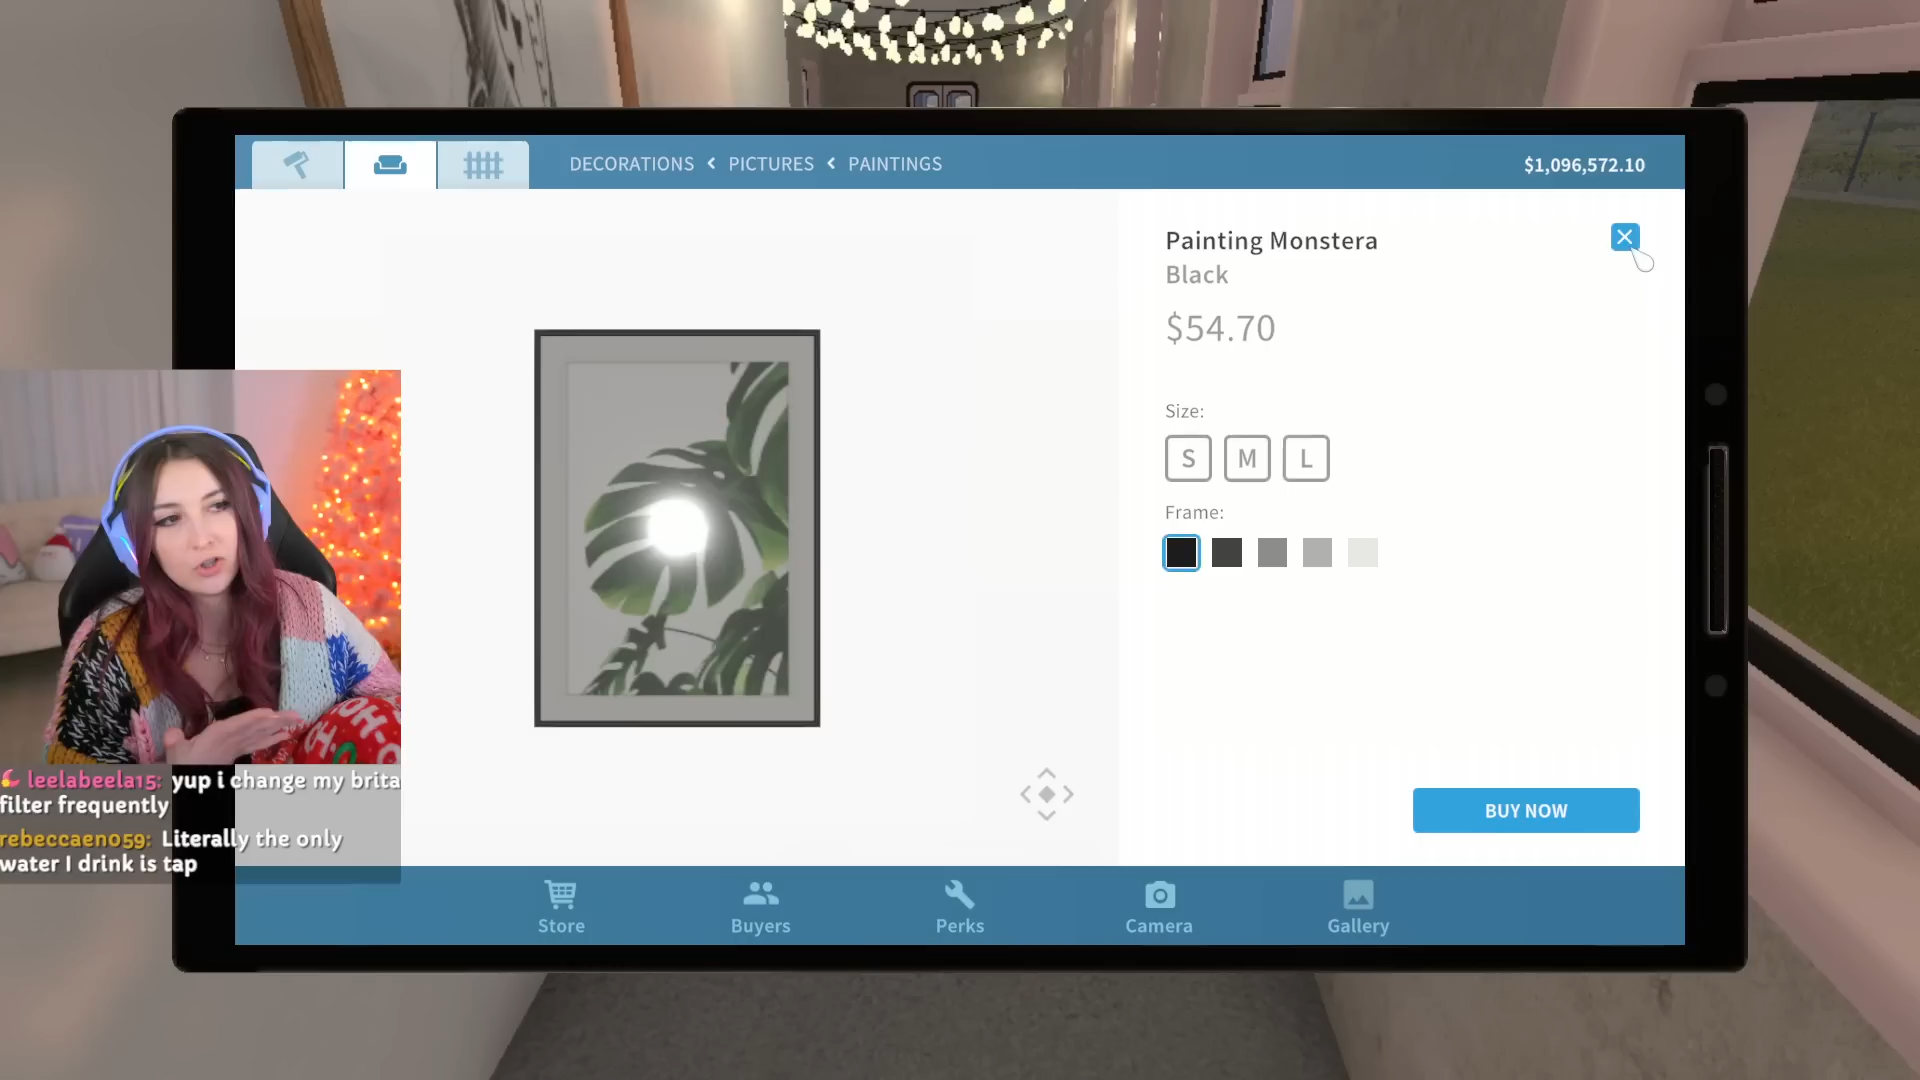 DECORATIONS < PICTURES < PAINTINGS
$1,096,572.10
Painting Monstera
Black
$54.70
Size:
S M L
Frame:
BUY NOW
leelabeela15: yup i change my brita
filter frequently
rebeccaeno59: Literally the only
water I drink is tap
Store
Buyers
Perks
Camera
Gallery